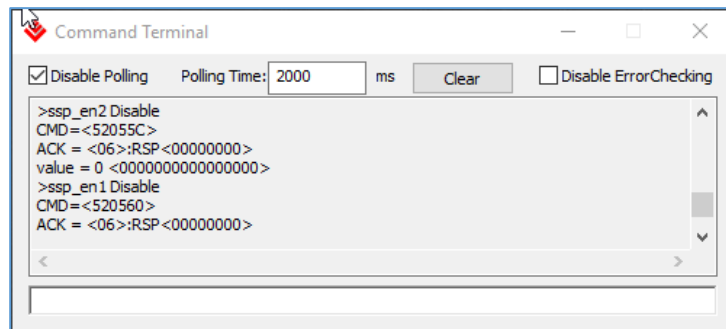 Command Terminal
Disable Polling Polling Time: 2000 ms Clear Disable ErrorChecking
>ssp_en2 Disable
CMD=<52055C>
ACK = <06>:RSP<00000000>
value = 0 <0000000000000000>
>ssp_en1 Disable
CMD=<520560>
ACK = <06>:RSP<00000000>